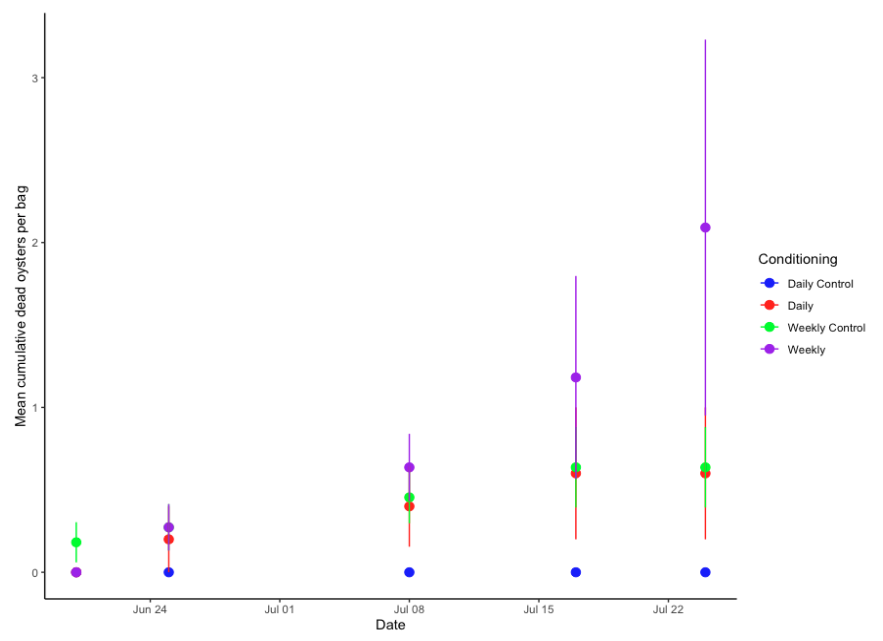 3
2
1
0
Mean cumulative dead oysters per bag
Jun 24
Jul 01
Jul 08
Jul 15
Jul 22
Date
Conditioning
Daily Control
Daily
Weekly Control
Weekly